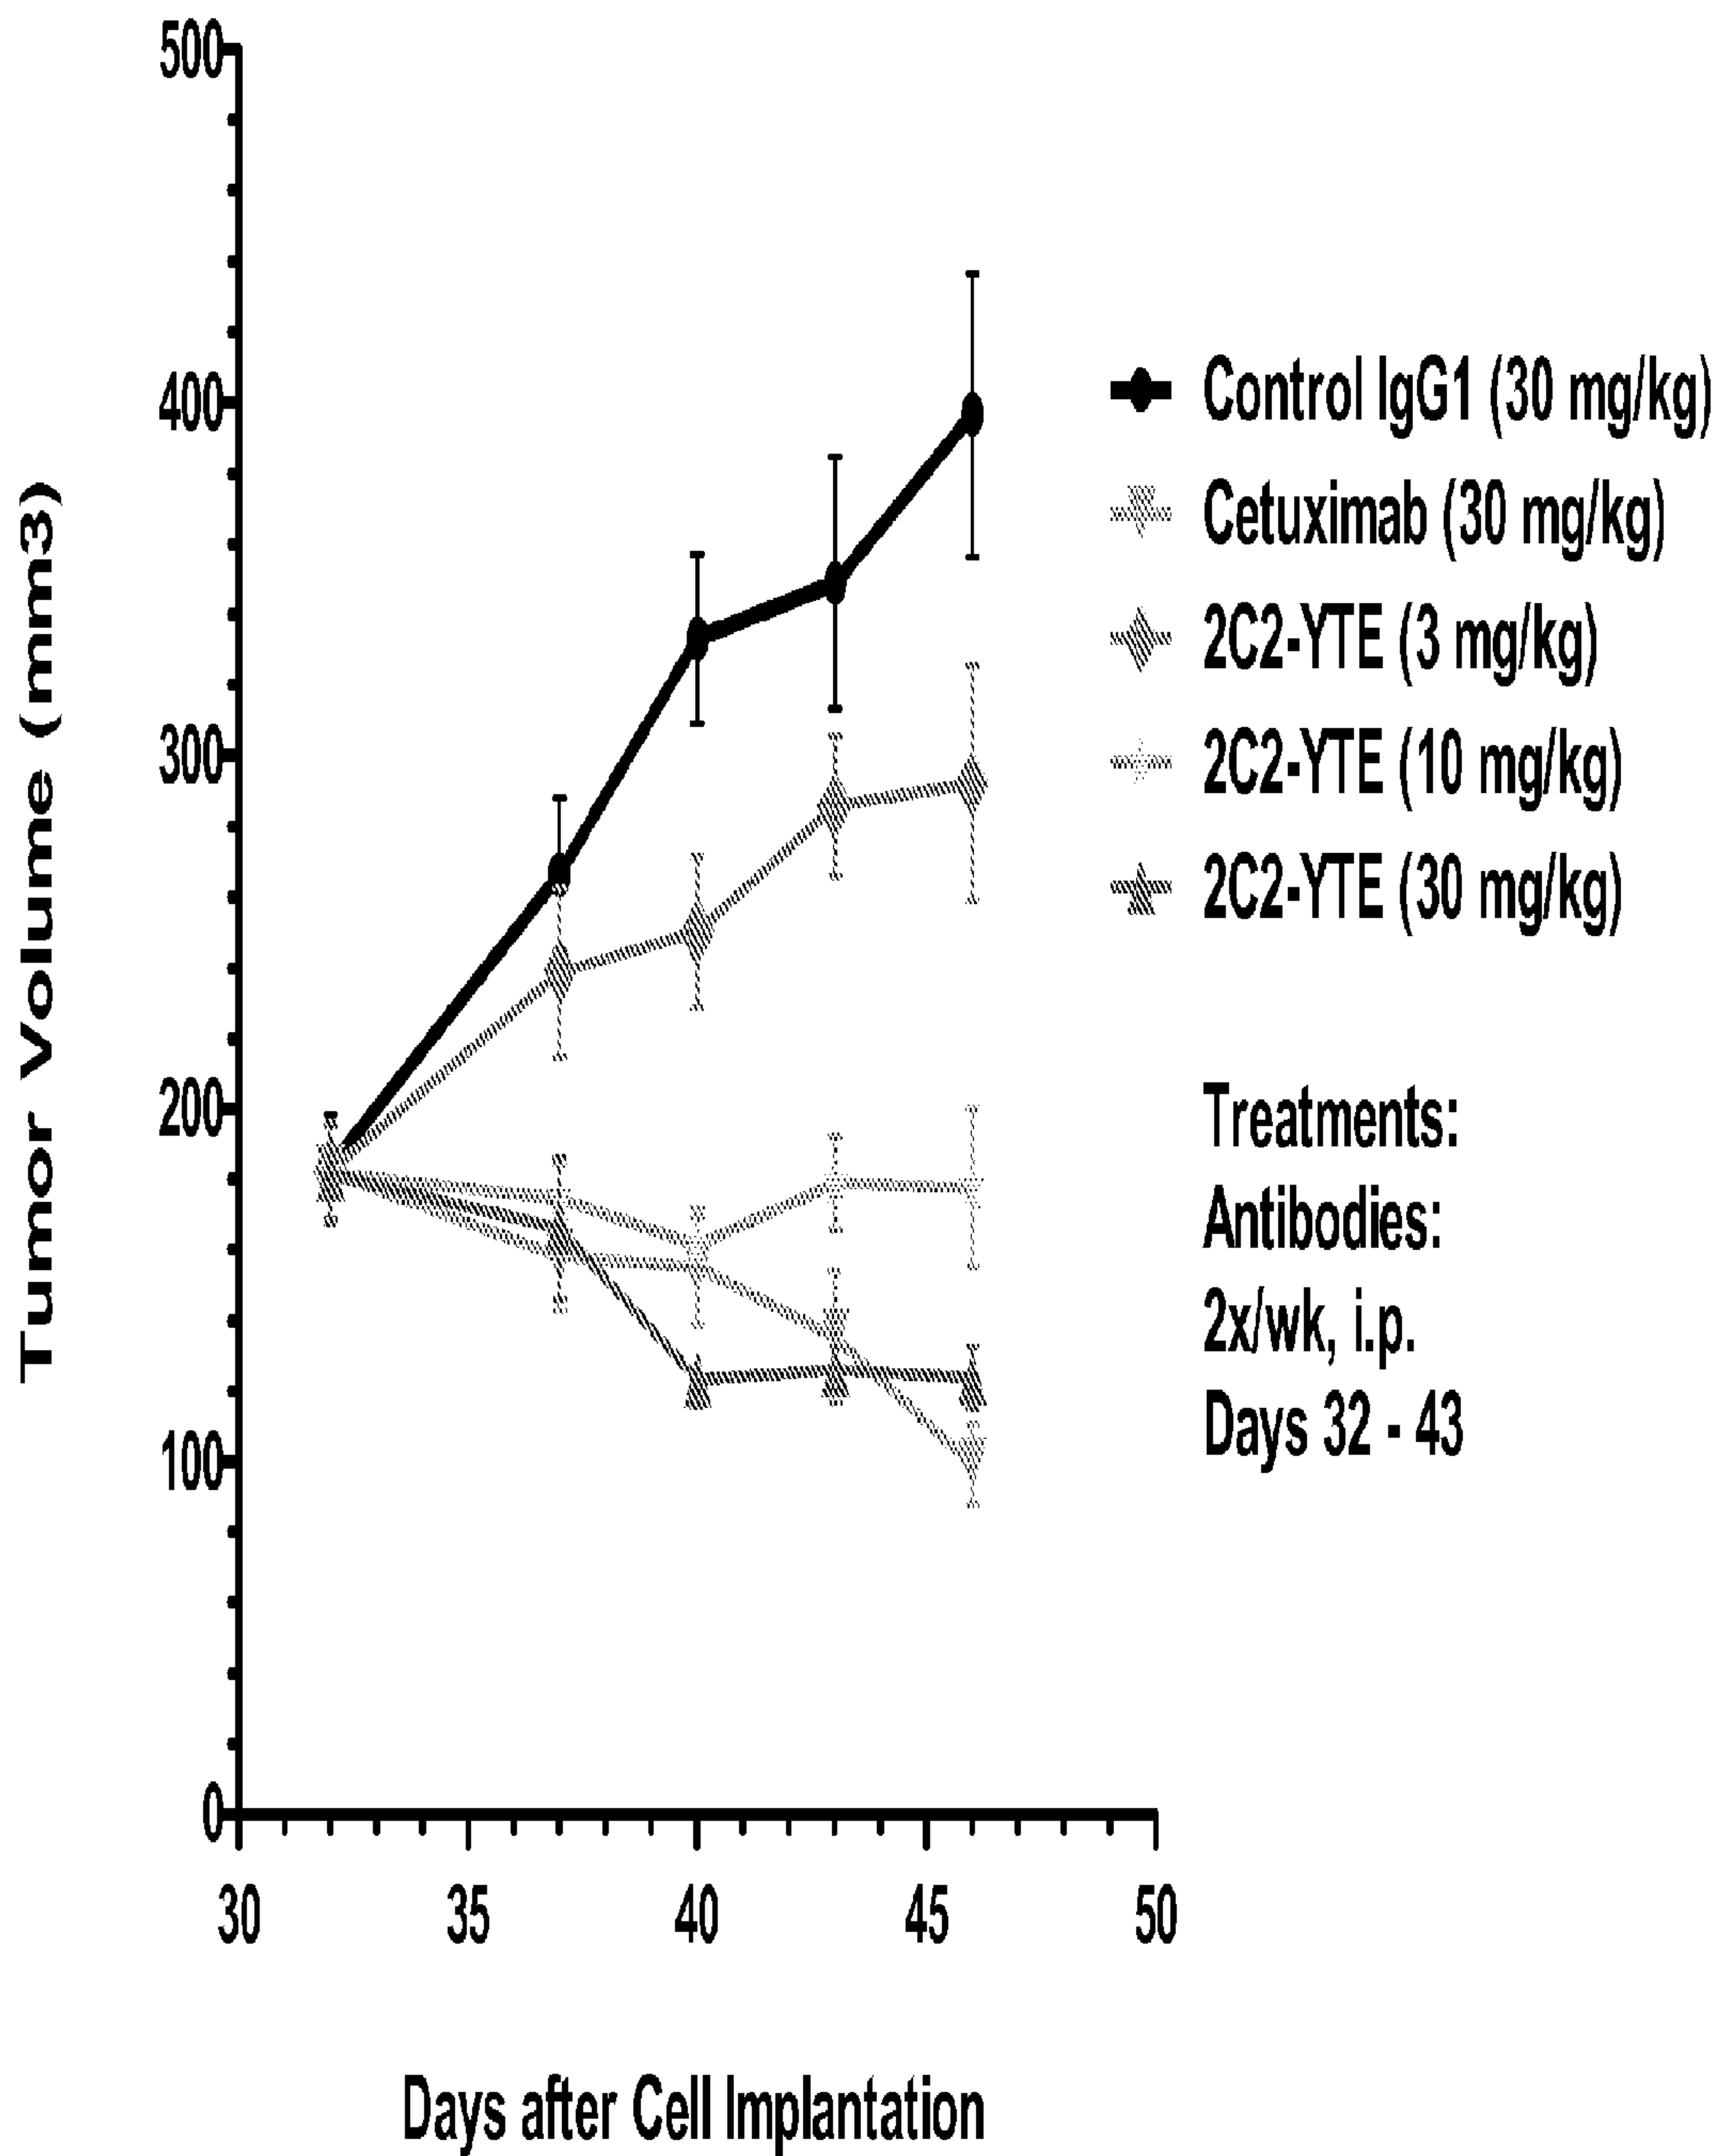 Tumor Volume (mm3)
500
400
300
200
100
0
30 35 40 45 50
Days after Cell Implantation
Control IgG1 (30 mg/kg)
Cetuximab (30 mg/kg)
2C2-YTE (3 mg/kg)
2C2-YTE (10 mg/kg)
2C2-YTE (30 mg/kg)
Treatments:
Antibodies:
2x/wk, i.p.
Days 32 - 43